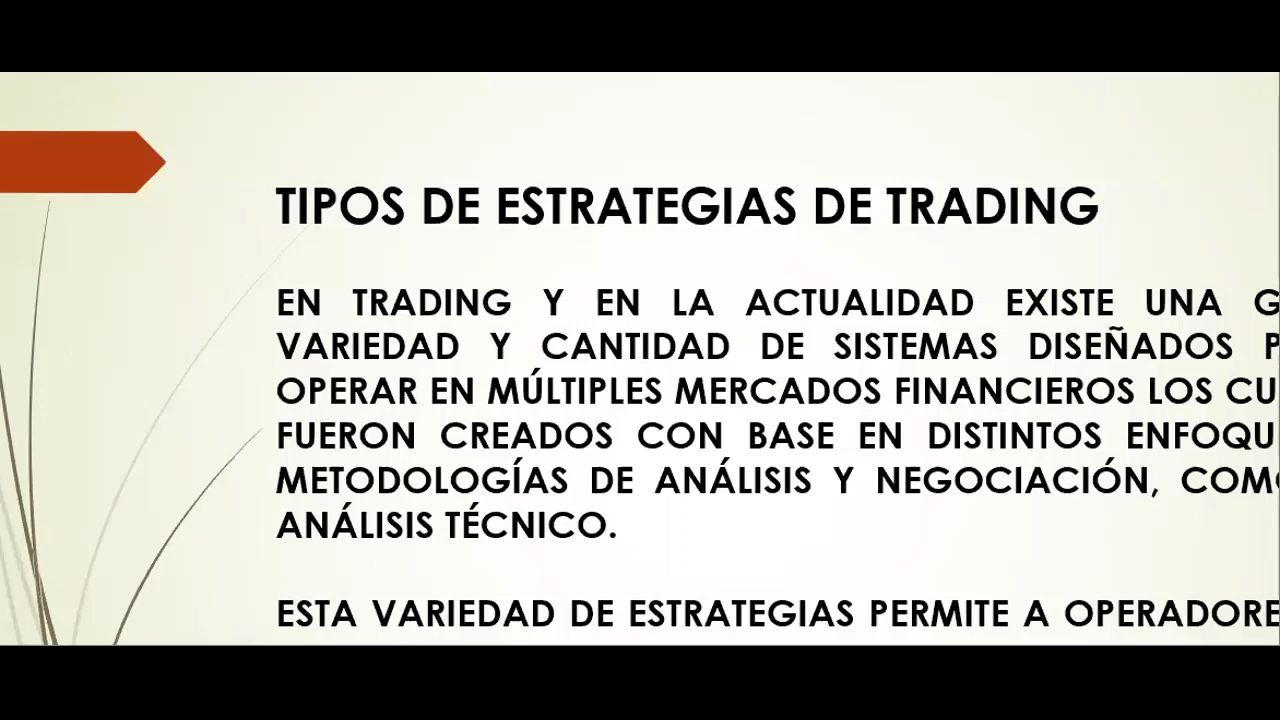 TIPOS DE ESTRATEGIAS DE TRADING
EN TRADING Y EN LA ACTUALIDAD EXISTE UNA
VARIEDAD Y CANTIDAD DE SISTEMAS DISEÑADOS
OPERAR EN MÚLTIPLES MERCADOS FINANCIEROS LOS
FUERON CREADOS CON BASE EN DISTINTOS
METODOLOGÍAS DE ANÁLISIS Y NEGOCIACIÓN,
ANÁLISIS TÉCNICO.
ESTA VARIEDAD DE ESTRATEGIAS PERMITE A